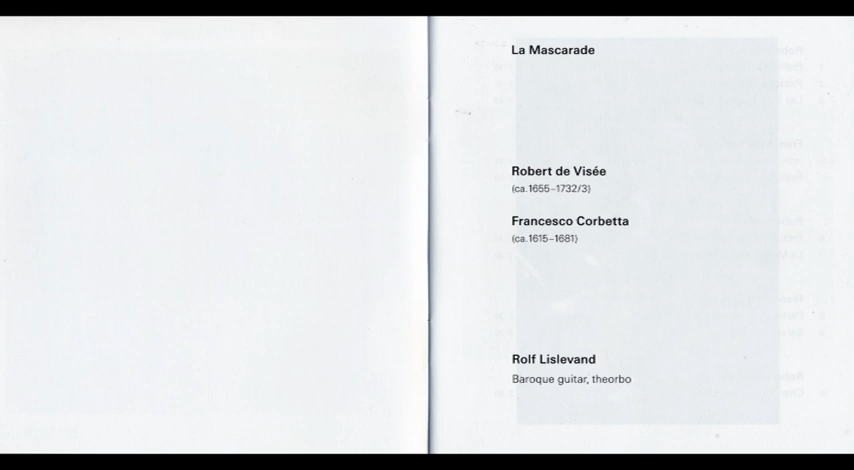 La Mascarade
Robert de Visée
(ca.1655–1732/3)
Francesco Corbetta
(ca.1615–1681)
Rolf Lislevand
Baroque guitar, theorbo